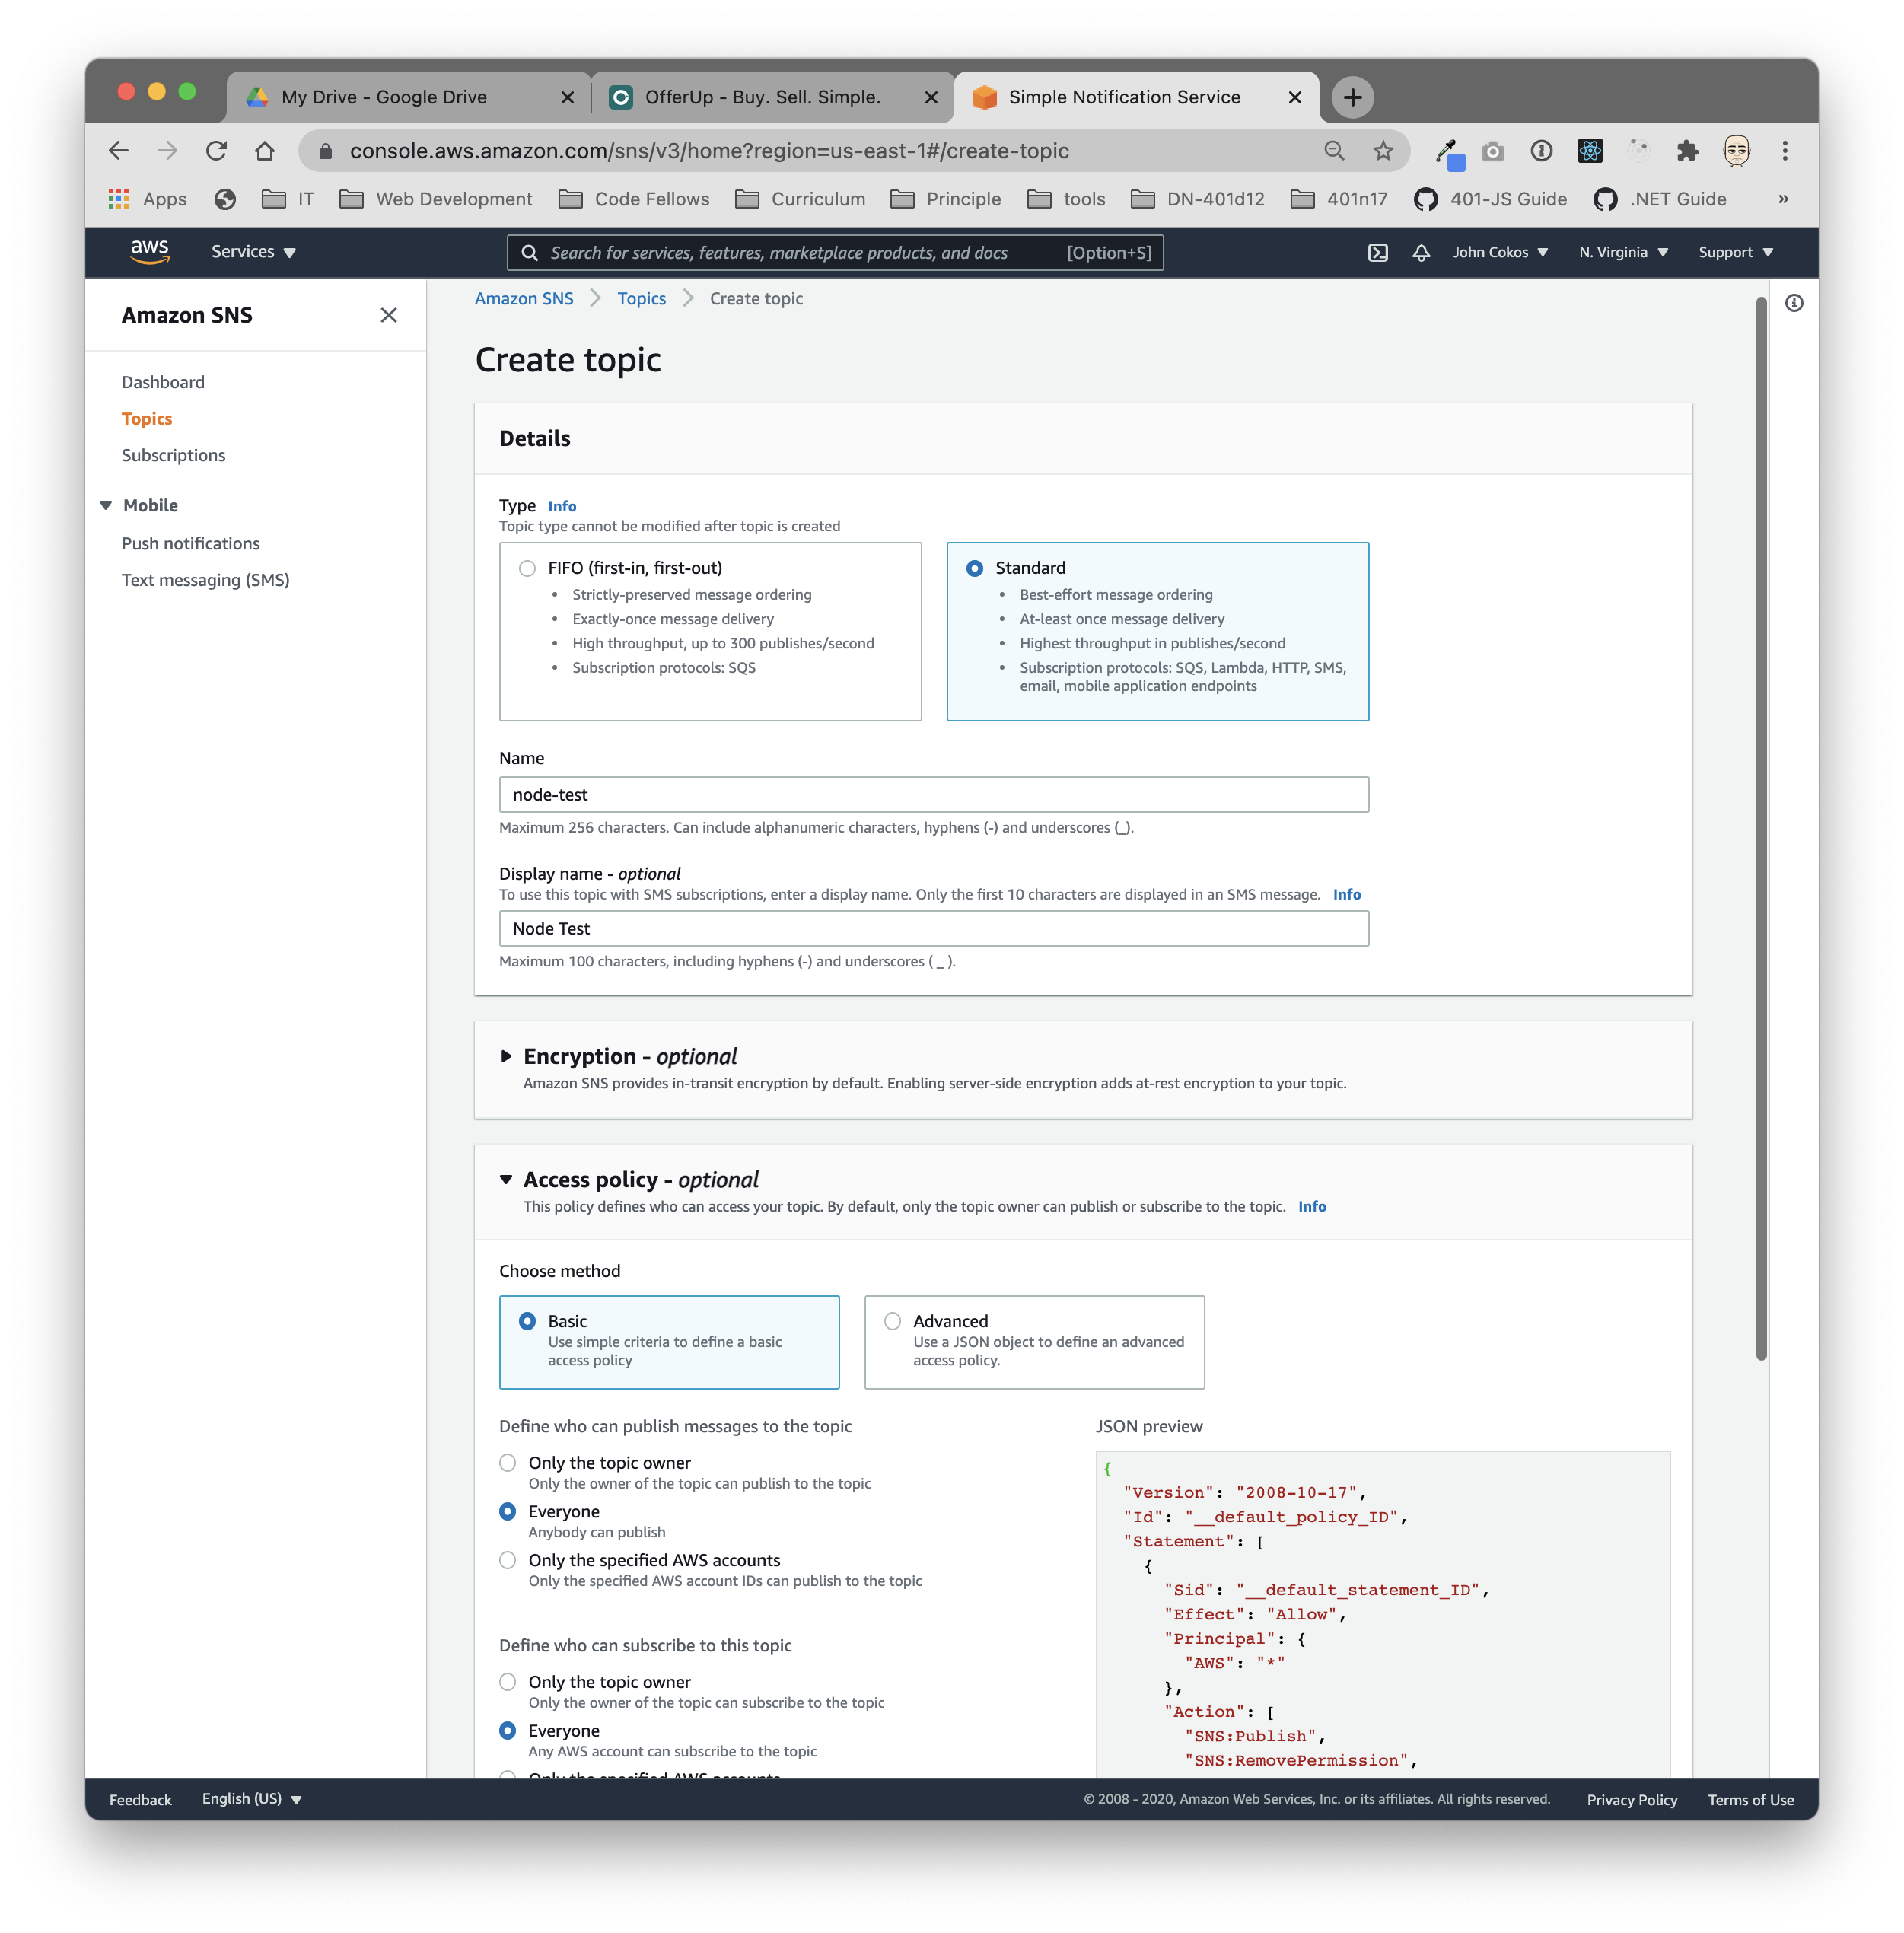 My Drive - Google Drive
OfferUp - Buy. Sell. Simple.
Simple Notification Service
console.aws.amazon.com/sns/v3/home?region=us-east-1#/create-topic
Apps
IT
Web Development
Code Fellows
Curriculum
Principle
tools
DN-401d12
401n17
401-JS Guide
.NET Guide
»
aws
Services
Search for services, features, marketplace products, and docs
[Option+S]
John Cokos
N. Virginia
Support
Amazon SNS
Dashboard
Topics
Subscriptions
Mobile
Push notifications
Text messaging (SMS)
Amazon SNS
Topics
Create topic
Create topic
Details
Type Info
Topic type cannot be modified after topic is created
FIFO (first-in, first-out)
• Strictly-preserved message ordering
• Exactly-once message delivery
• High throughput, up to 300 publishes/second
• Subscription protocols: SQS
Standard
• Best-effort message ordering
• At-least once message delivery
• Highest throughput in publishes/second
• Subscription protocols: SQS, Lambda, HTTP, SMS,
email, mobile application endpoints
Name
node-test
Maximum 256 characters. Can include alphanumeric characters, hyphens (-) and underscores (_).
Display name - optional
To use this topic with SMS subscriptions, enter a display name. Only the first 10 characters are displayed in an SMS message. Info
Node Test
Maximum 100 characters, including hyphens (-) and underscores ( _ ).
Encryption - optional
Amazon SNS provides in-transit encryption by default. Enabling server-side encryption adds at-rest encryption to your topic.
Access policy - optional
This policy defines who can access your topic. By default, only the topic owner can publish or subscribe to the topic. Info
Choose method
Basic
Use simple criteria to define a basic
access policy
Advanced
Use a JSON object to define an advanced
access policy.
Define who can publish messages to the topic
Only the topic owner
Only the owner of the topic can publish to the topic
Everyone
Anybody can publish
Only the specified AWS accounts
Only the specified AWS account IDs can publish to the topic
Define who can subscribe to this topic
Only the topic owner
Only the owner of the topic can subscribe to the topic
Everyone
Any AWS account can subscribe to the topic
Only the specified AWS accounts
JSON preview
{
"Version": "2008-10-17",
"Id": "__default_policy_ID",
"Statement": [
{
"Sid": "__default_statement_ID",
"Effect": "Allow",
"Principal": {
"AWS": "*"
},
"Action": [
"SNS:Publish",
"SNS:RemovePermission",
Feedback
English (US)
© 2008 - 2020, Amazon Web Services, Inc. or its affiliates. All rights reserved.
Privacy Policy
Terms of Use